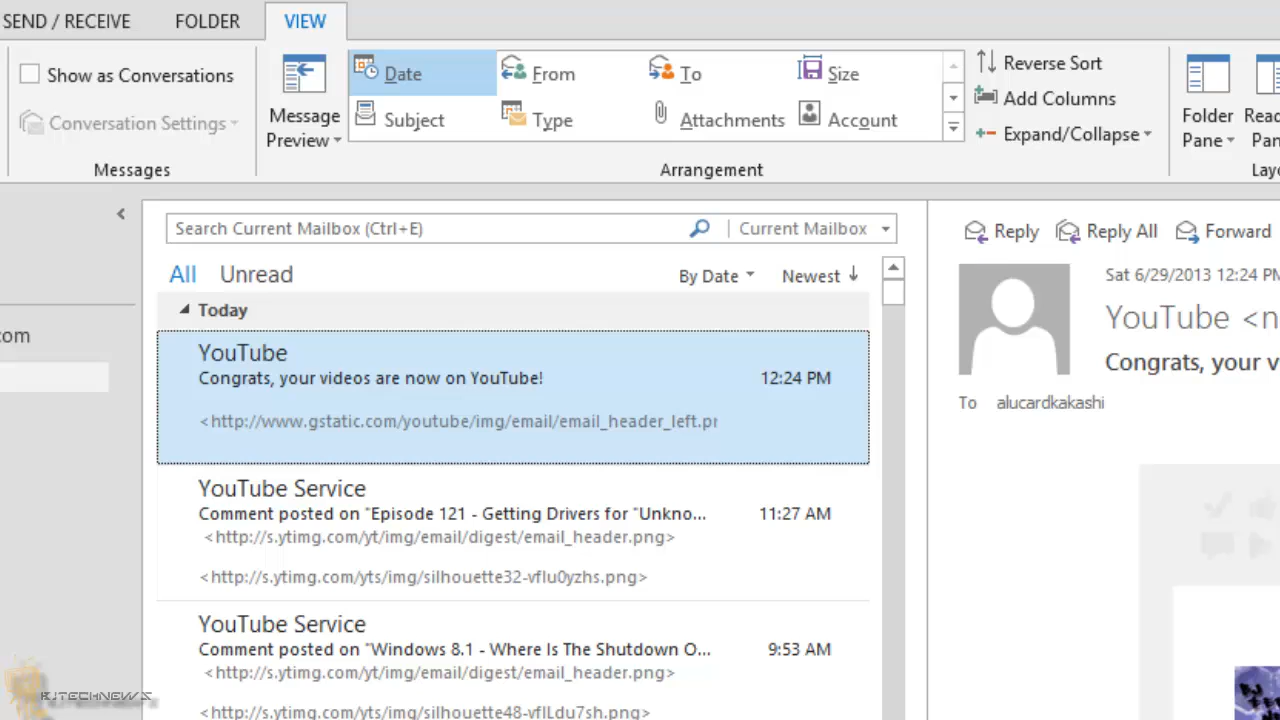 SEND / RECEIVE FOLDER VIEW
Show as Conversations
Conversation Settings
Messages
Message
Preview
Date From To Size
Subject Type Attachments Account
Arrangement
Reverse Sort
Add Columns
Expand/Collapse
Folder
Pane
Search Current Mailbox (Ctrl+E) Current Mailbox
All Unread By Date Newest
Today
YouTube
Congrats, your videos are now on YouTube! 12:24 PM
<http://www.gstatic.com/youtube/img/email/email_header_left.pr
YouTube Service
Comment posted on "Episode 121 - Getting Drivers for "Unkno... 11:27 AM
<http://s.ytimg.com/yt/img/email/digest/email_header.png>
<http://s.ytimg.com/yts/img/silhouette32-vflu0yzhs.png>
YouTube Service
Comment posted on "Windows 8.1 - Where Is The Shutdown O... 9:53 AM
<http://s.ytimg.com/yt/img/email/digest/email_header.png>
<http://s.ytimg.com/yts/img/silhouette48-vflLdu7sh.png>
Reply Reply All Forward
Sat 6/29/2013 12:24 PM
YouTube <n
Congrats, your v
To alucardkakashi
com